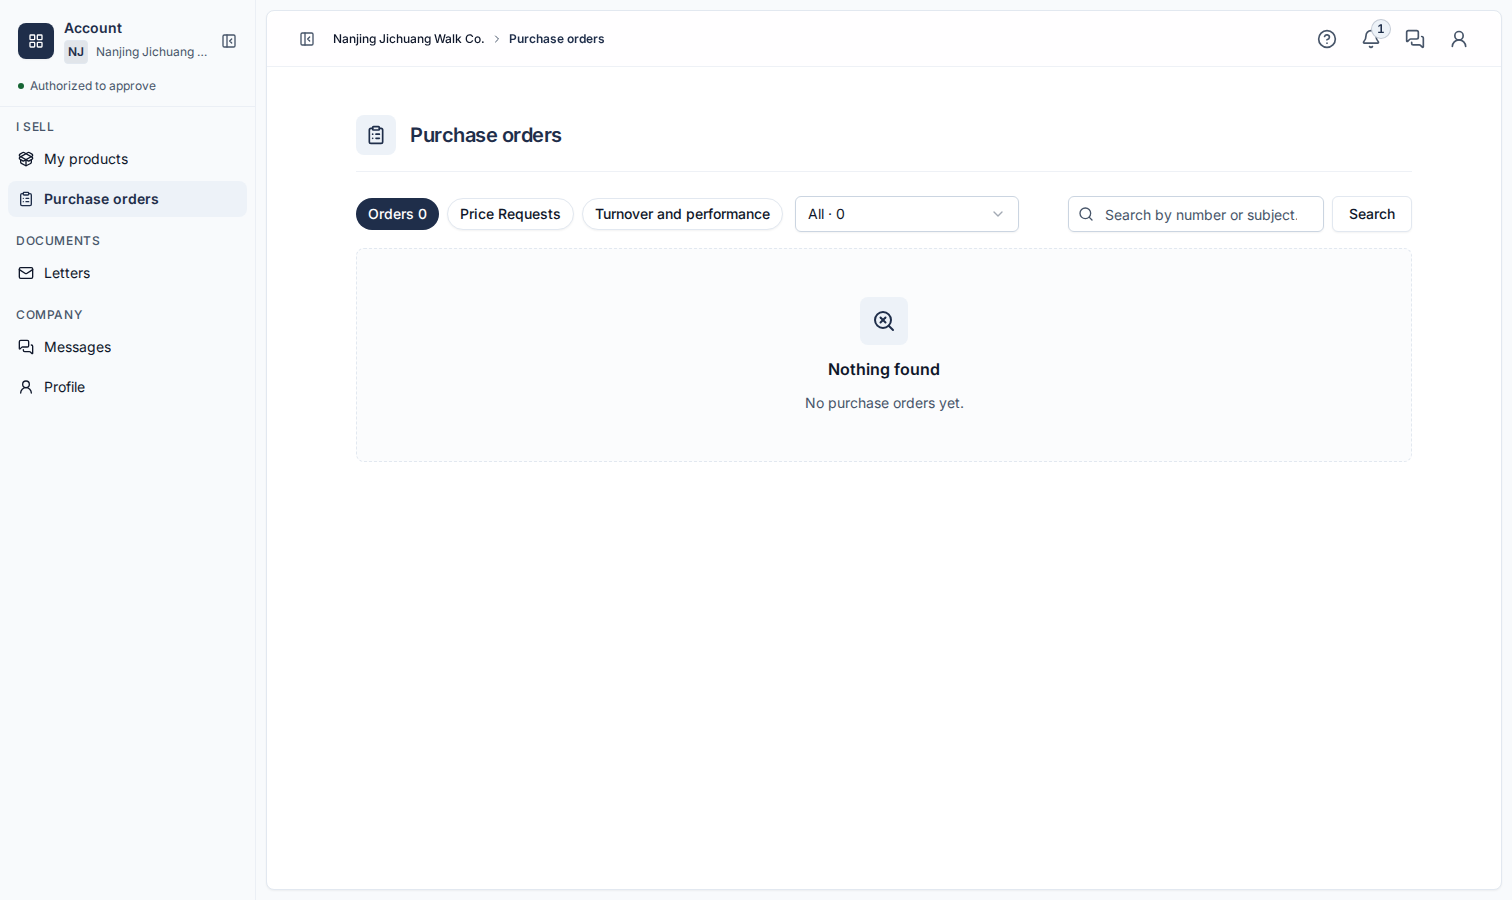 Account
NJ Nanjing Jichuang ...
Authorized to approve
I SELL
My products
Purchase orders
DOCUMENTS
Letters
COMPANY
Messages
Profile
Nanjing Jichuang Walk Co. > Purchase orders
1
Purchase orders
Orders 0
Price Requests
Turnover and performance
All · 0
Search by number or subject.
Search
Nothing found
No purchase orders yet.